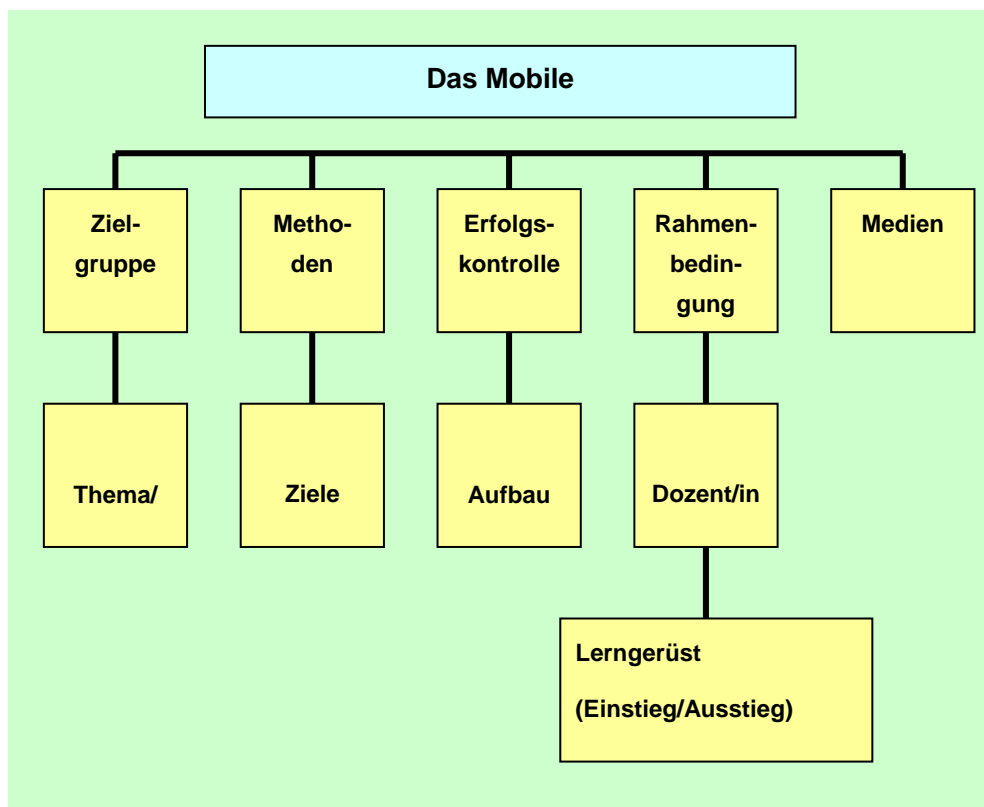 Das Mobile
Ziel-
gruppe
Metho-
den
Erfolgs-
kontrolle
Rahmen-
bedin-
gung
Medien
Thema/
Ziele
Aufbau
Dozent/in
Lerngerüst
(Einstieg/Ausstieg)